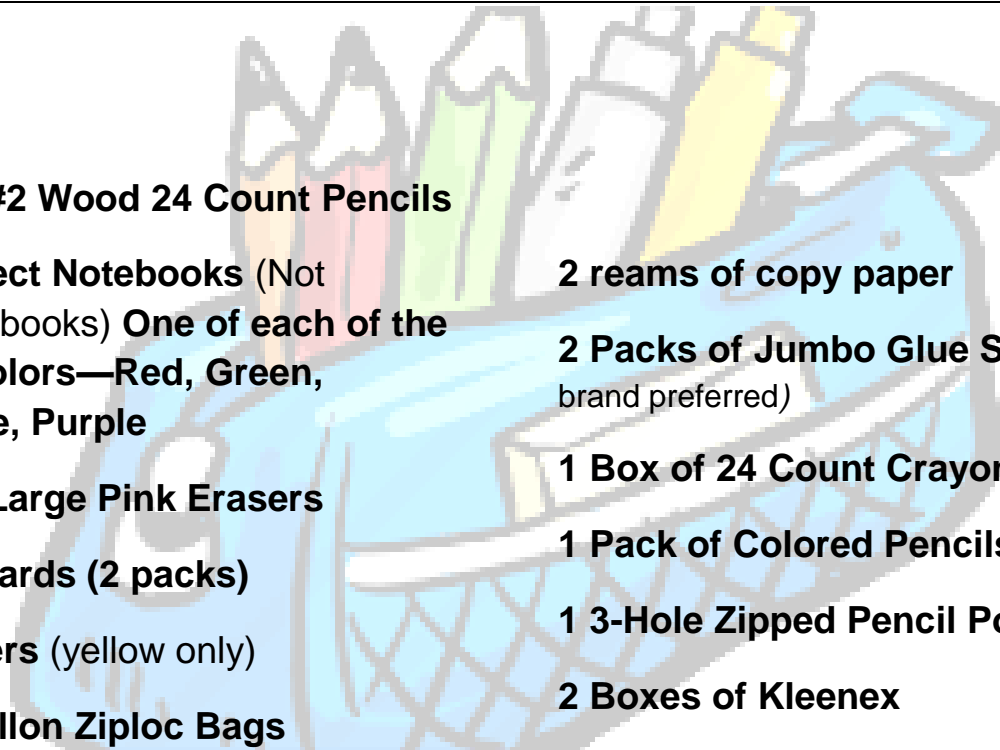 #2 Wood 24 Count Pencils
ect Notebooks (Not
books) One of each of the
olors—Red, Green,
e, Purple
Large Pink Erasers
ards (2 packs)
ers (yellow only)
llon Ziploc Bags
2 reams of copy paper
2 Packs of Jumbo Glue S
brand preferred)
1 Box of 24 Count Crayon
1 Pack of Colored Pencils
1 3-Hole Zipped Pencil Po
2 Boxes of Kleenex